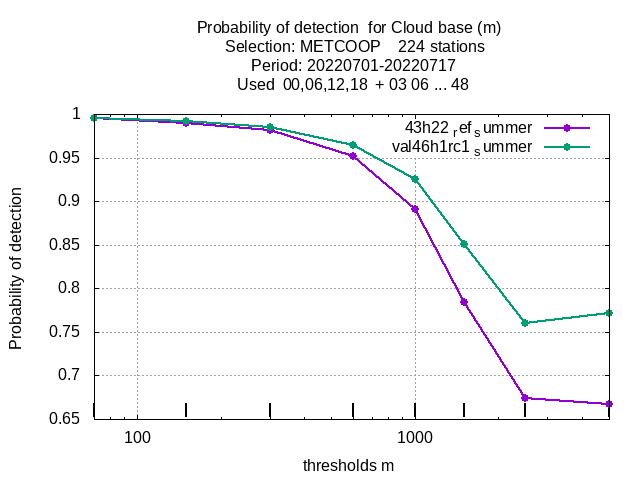 Probability of detection for Cloud base (m)
Selection: METCOOP 224 stations
Period: 20220701-20220717
Used 00,06,12,18 + 03 06 ... 48
43h22 ref summer
val46h1rc1 summer
1
0.95
0.9
0.85
0.8
0.75
0.7
0.65
Probability of detection
100 1000
thresholds m